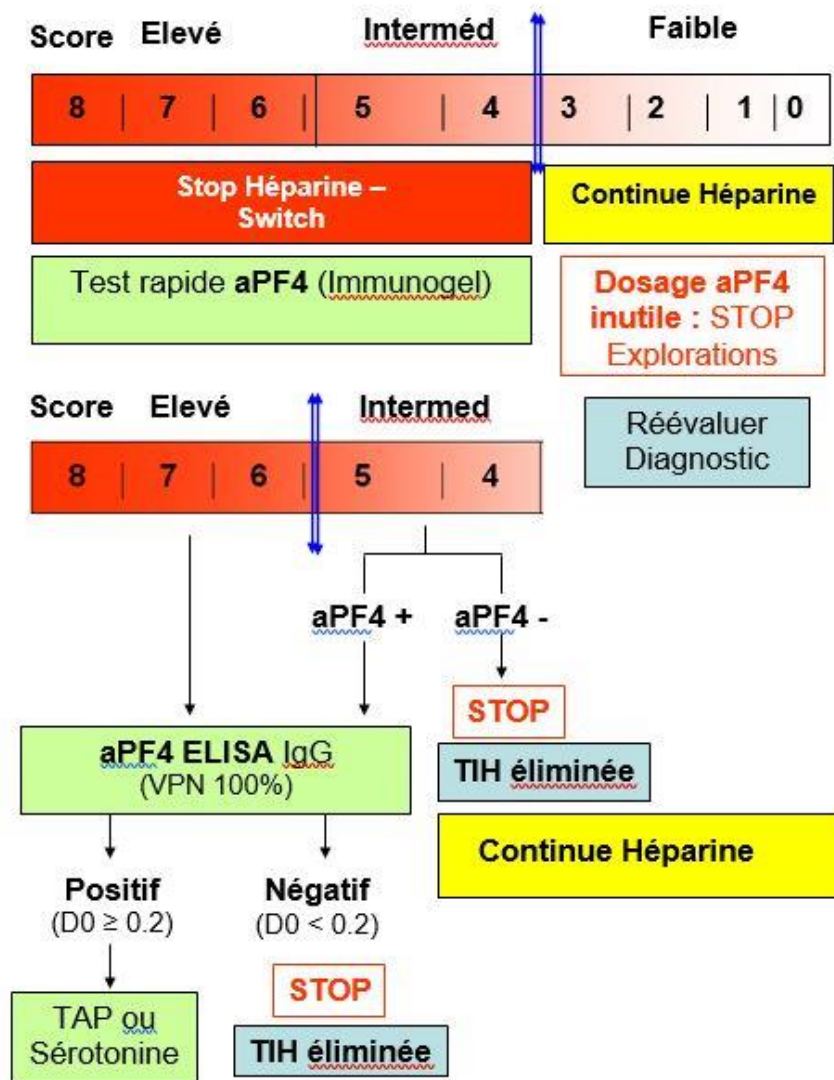 Score Elevé Interméd Faible
8 | 7 | 6 | 5 | 4 3 | 2 | 1 | 0
Stop Héparine –
Switch
Continue Héparine
Test rapide aPF4 (Immunogel)
Dosage aPF4
inutile : STOP
Explorations
Score Elevé Intermed
8 | 7 | 6 | 5 | 4
Réévaluer
Diagnostic
aPF4 + aPF4 -
STOP
TIH éliminée
aPF4 ELISA IgG
(VPN 100%)
Continue Héparine
Positif
(D0 ≥ 0.2)
Négatif
(D0 < 0.2)
TAP ou
Sérotonine
STOP
TIH éliminée